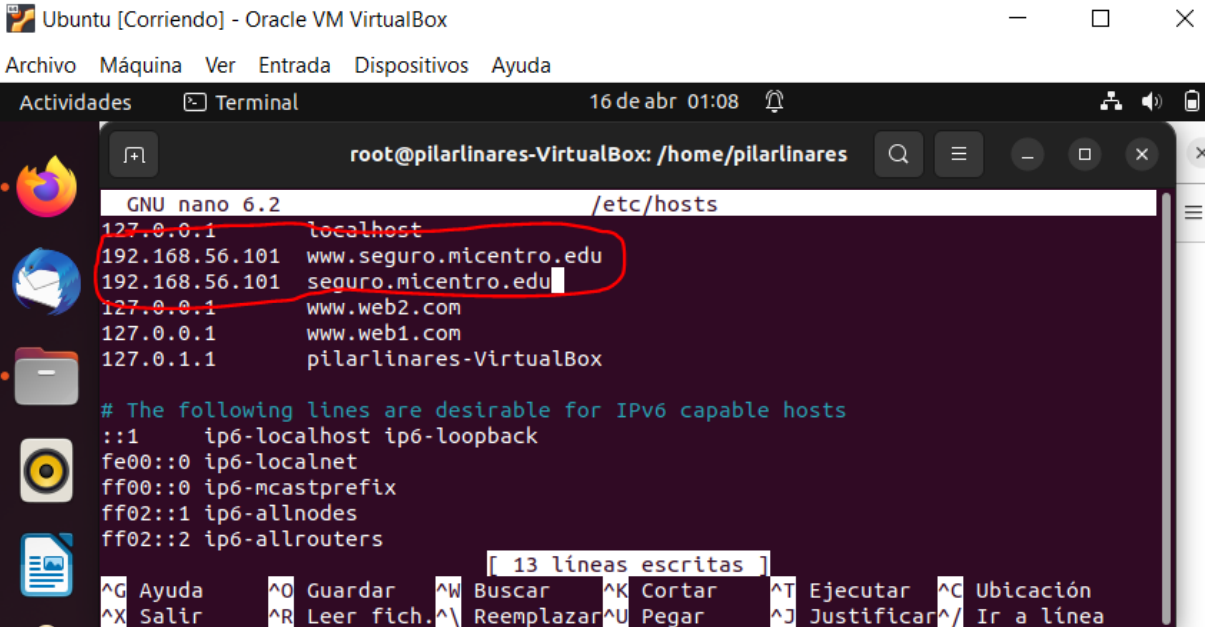 Ubuntu [Corriendo] - Oracle VM VirtualBox
Archivo Máquina Ver Entrada Dispositivos Ayuda
Actividades Terminal 16 de abr 01:08
root@pilarlinares-VirtualBox: /home/pilarlinares
GNU nano 6.2 /etc/hosts
127.0.0.1 localhost
192.168.56.101 www.seguro.micentro.edu
192.168.56.101 seguro.micentro.edu
127.0.0.1 www.web2.com
127.0.0.1 www.web1.com
127.0.1.1 pilarlinares-VirtualBox
# The following lines are desirable for IPv6 capable hosts
::1 ip6-localhost ip6-loopback
fe00::0 ip6-localnet
ff00::0 ip6-mcastprefix
ff02::1 ip6-allnodes
ff02::2 ip6-allrouters
[ 13 líneas escritas ]
^G Ayuda ^O Guardar ^W Buscar ^K Cortar ^T Ejecutar ^C Ubicación
^X Salir ^R Leer fich. ^\ Reemplazar ^U Pegar ^J Justificar ^/ Ir a línea